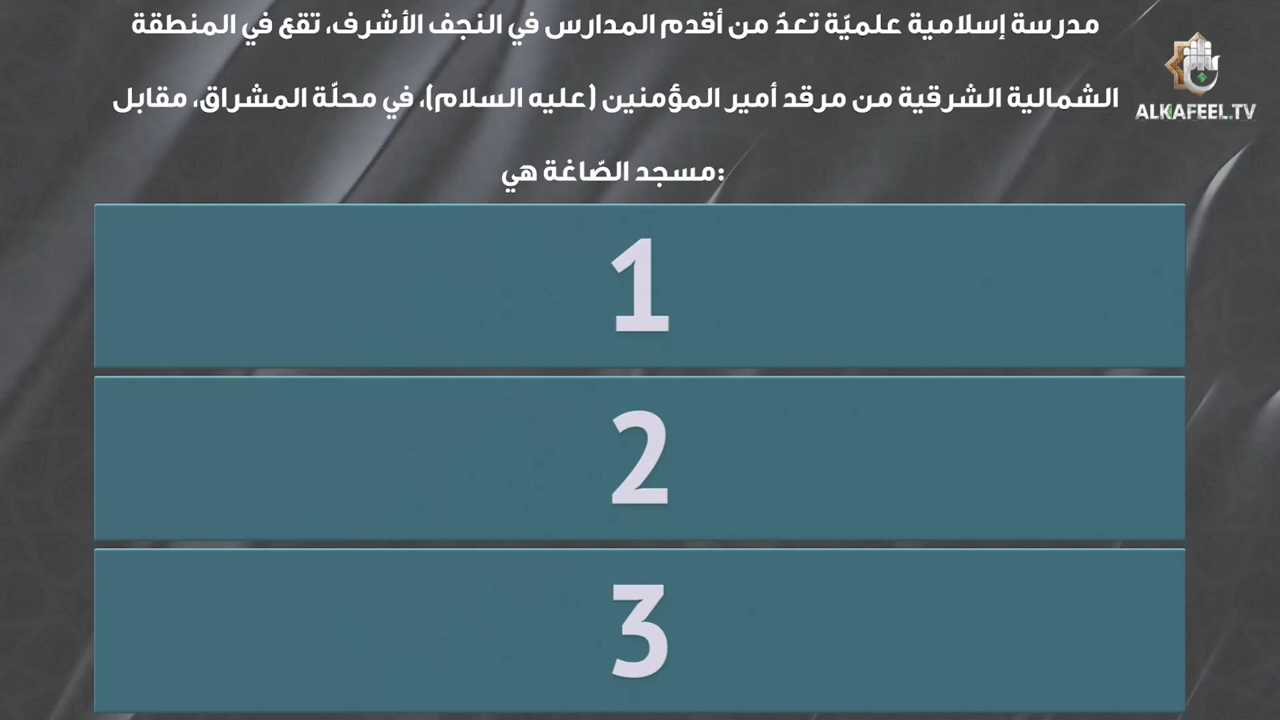 مدرسة إسلامية علميّة تعدّ من أقدم المدارس في النجف الأشرف، تقع في المنطقة
الشمالية الشرقية من مرقد أمير المؤمنين (عليه السلام)، في محلّة المشراق، مقابل
مسجد الصّاغة هي:
ALKAFEEL.TV
1
2
3